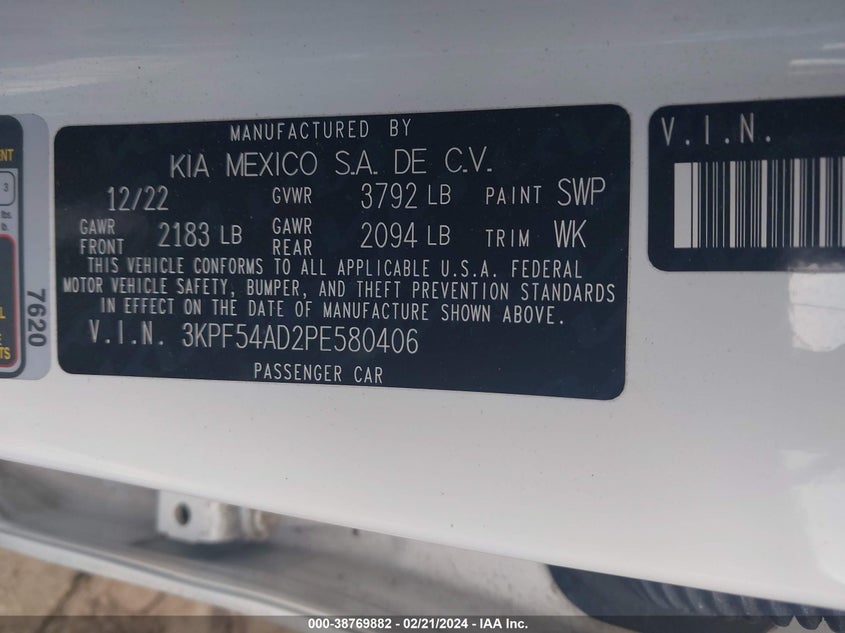 MANUFACTURED BY
KIA MEXICO S.A. DE C.V.
12/22 GVWR 3792 LB PAINT SWP
GAWR FRONT 2183 LB GAWR REAR 2094 LB TRIM WK
THIS VEHICLE CONFORMS TO ALL APPLICABLE U.S.A. FEDERAL
MOTOR VEHICLE SAFETY, BUMPER, AND THEFT PREVENTION STANDARDS
IN EFFECT ON THE DATE OF MANUFACTURE SHOWN ABOVE.
V.I.N. 3KPF54AD2PE580406
PASSENGER CAR
V.I.N.
7620
3
lbs.
000-38769882 - 02/21/2024 - IAA Inc.